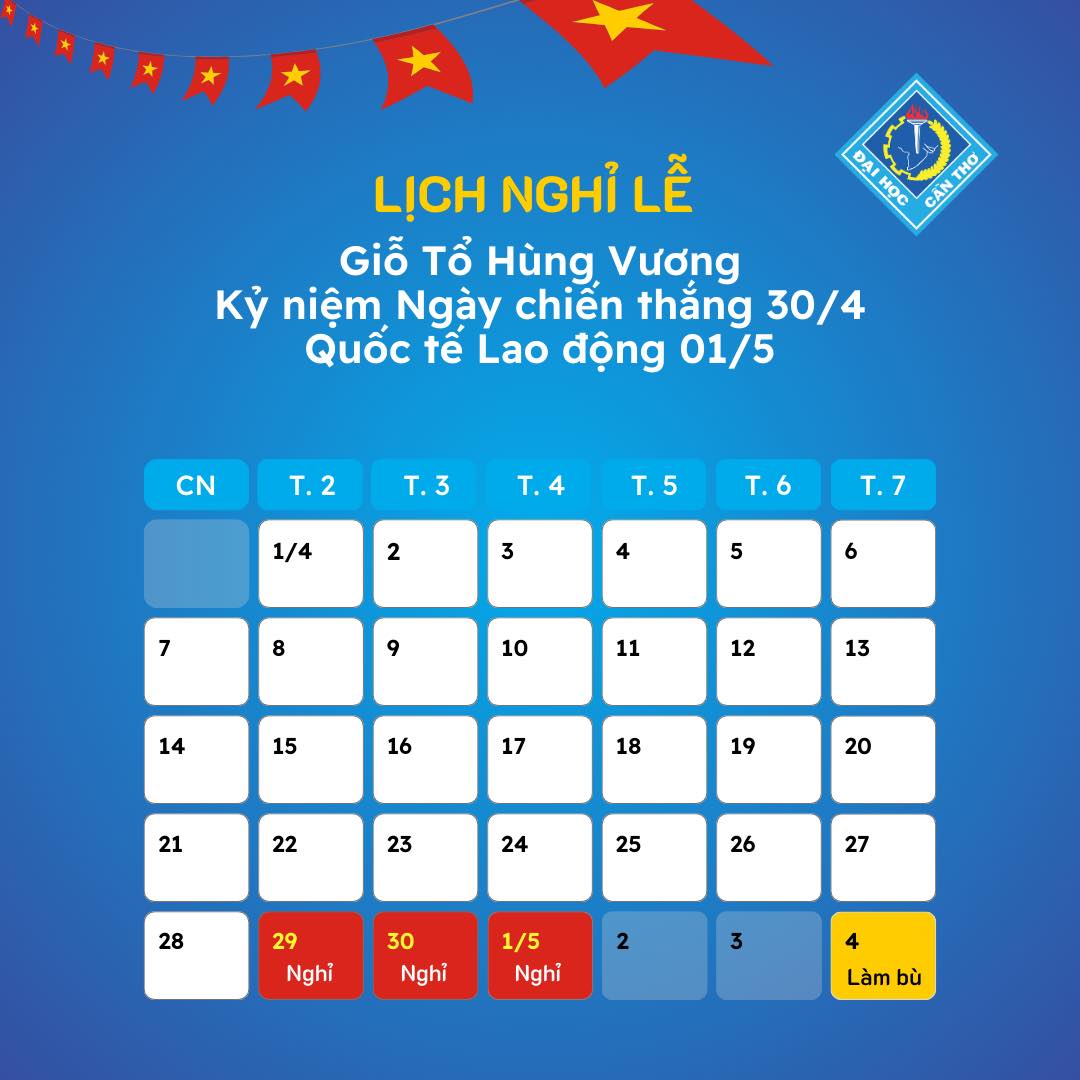 ĐẠI HỌC CẦN THƠ
LỊCH NGHỈ LỄ
Giỗ Tổ Hùng Vương
Kỷ niệm Ngày chiến thắng 30/4
Quốc tế Lao động 01/5
CN T. 2 T. 3 T. 4 T. 5 T. 6 T. 7
1/4 2 3 4 5 6
7 8 9 10 11 12 13
14 15 16 17 18 19 20
21 22 23 24 25 26 27
28 29 30 1/5 2 3 4
Nghỉ Nghỉ Nghỉ Làm bù